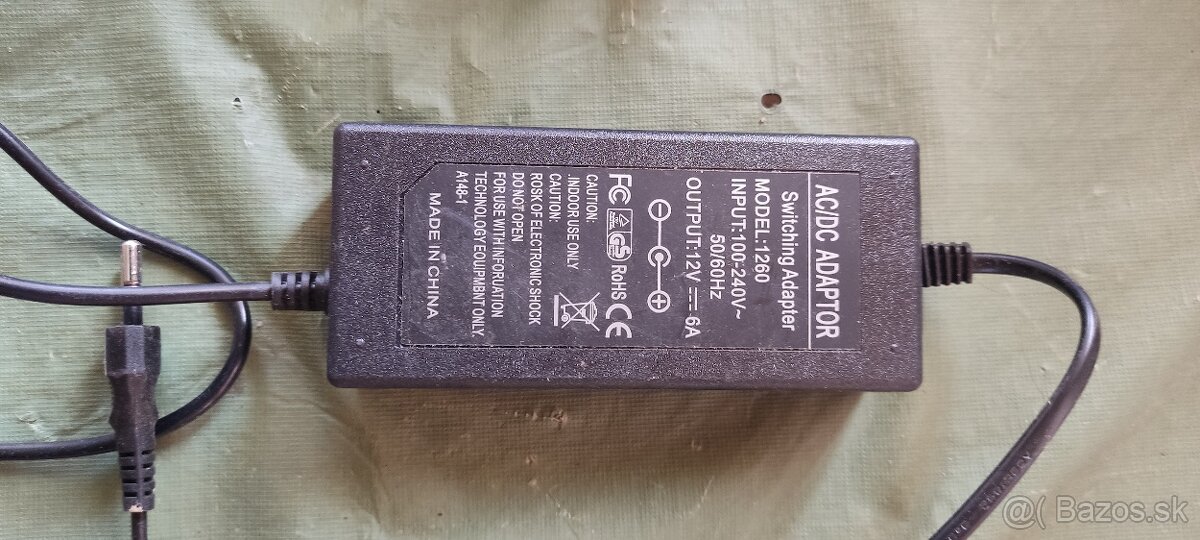 AC/DC ADAPTOR
Switching Adapter
MODEL:1260
INPUT:100-240V~
50/60Hz
OUTPUT:12V 6A
FC GS RoHS CE
CAUTION:
.INDOOR USE ONLY
CAUTION:
ROSK OF ELECTRONIC SHOCK
DO NOT OPEN
FOR USE WITH INFORUATION
TECHNOLOGY EQUIPMBNT ONLY.
A148-1
MADE IN CHINA
@( Bazos.sk